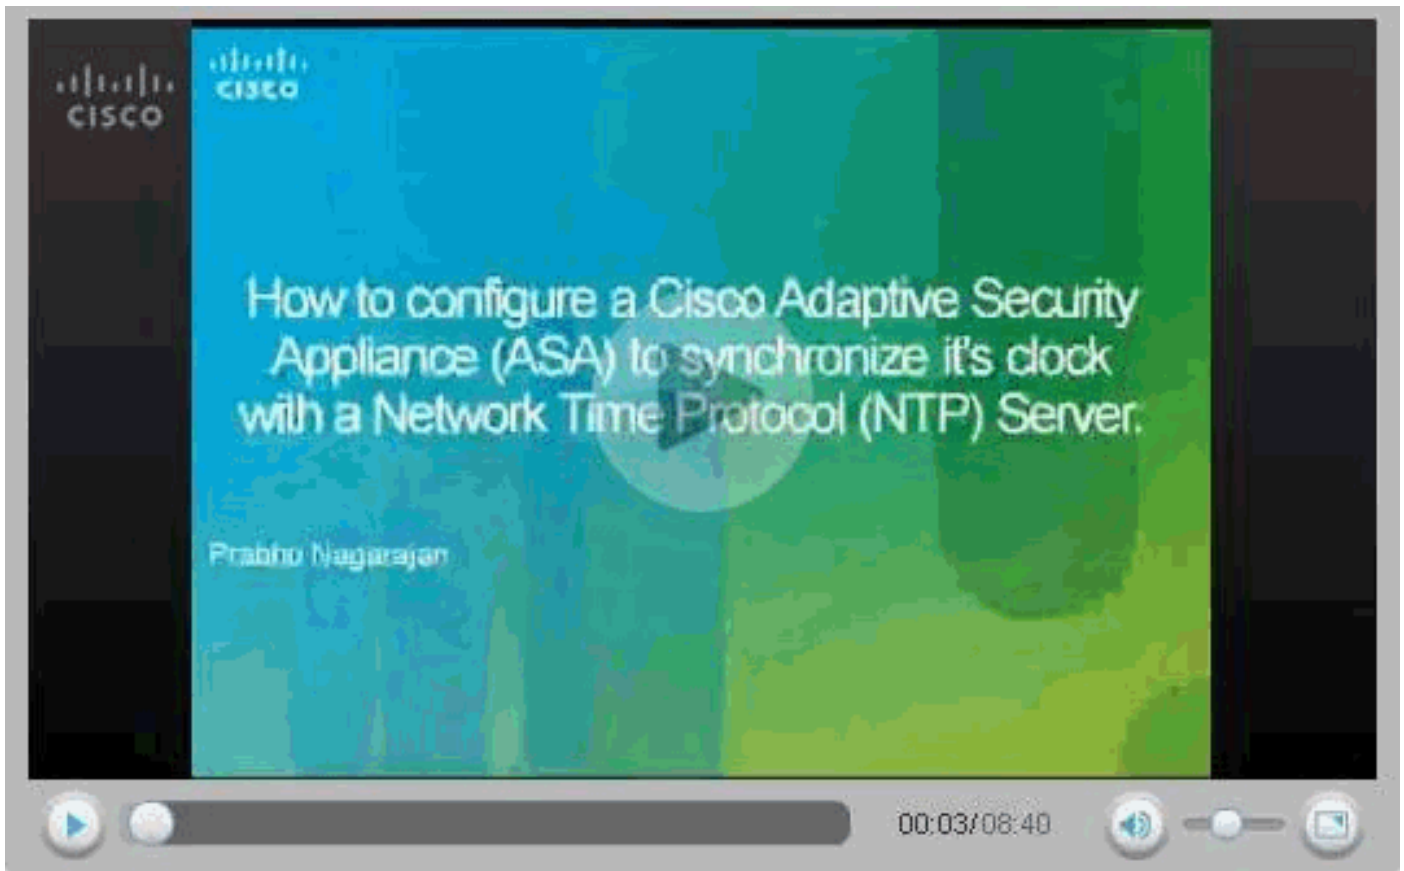 CISCO
CISCO
How to configure a Cisco Adaptive Security
Appliance (ASA) to synchronize it's clock
with a Network Time Protocol (NTP) Server.
Prabhu Nagarajan
00:03/08:40